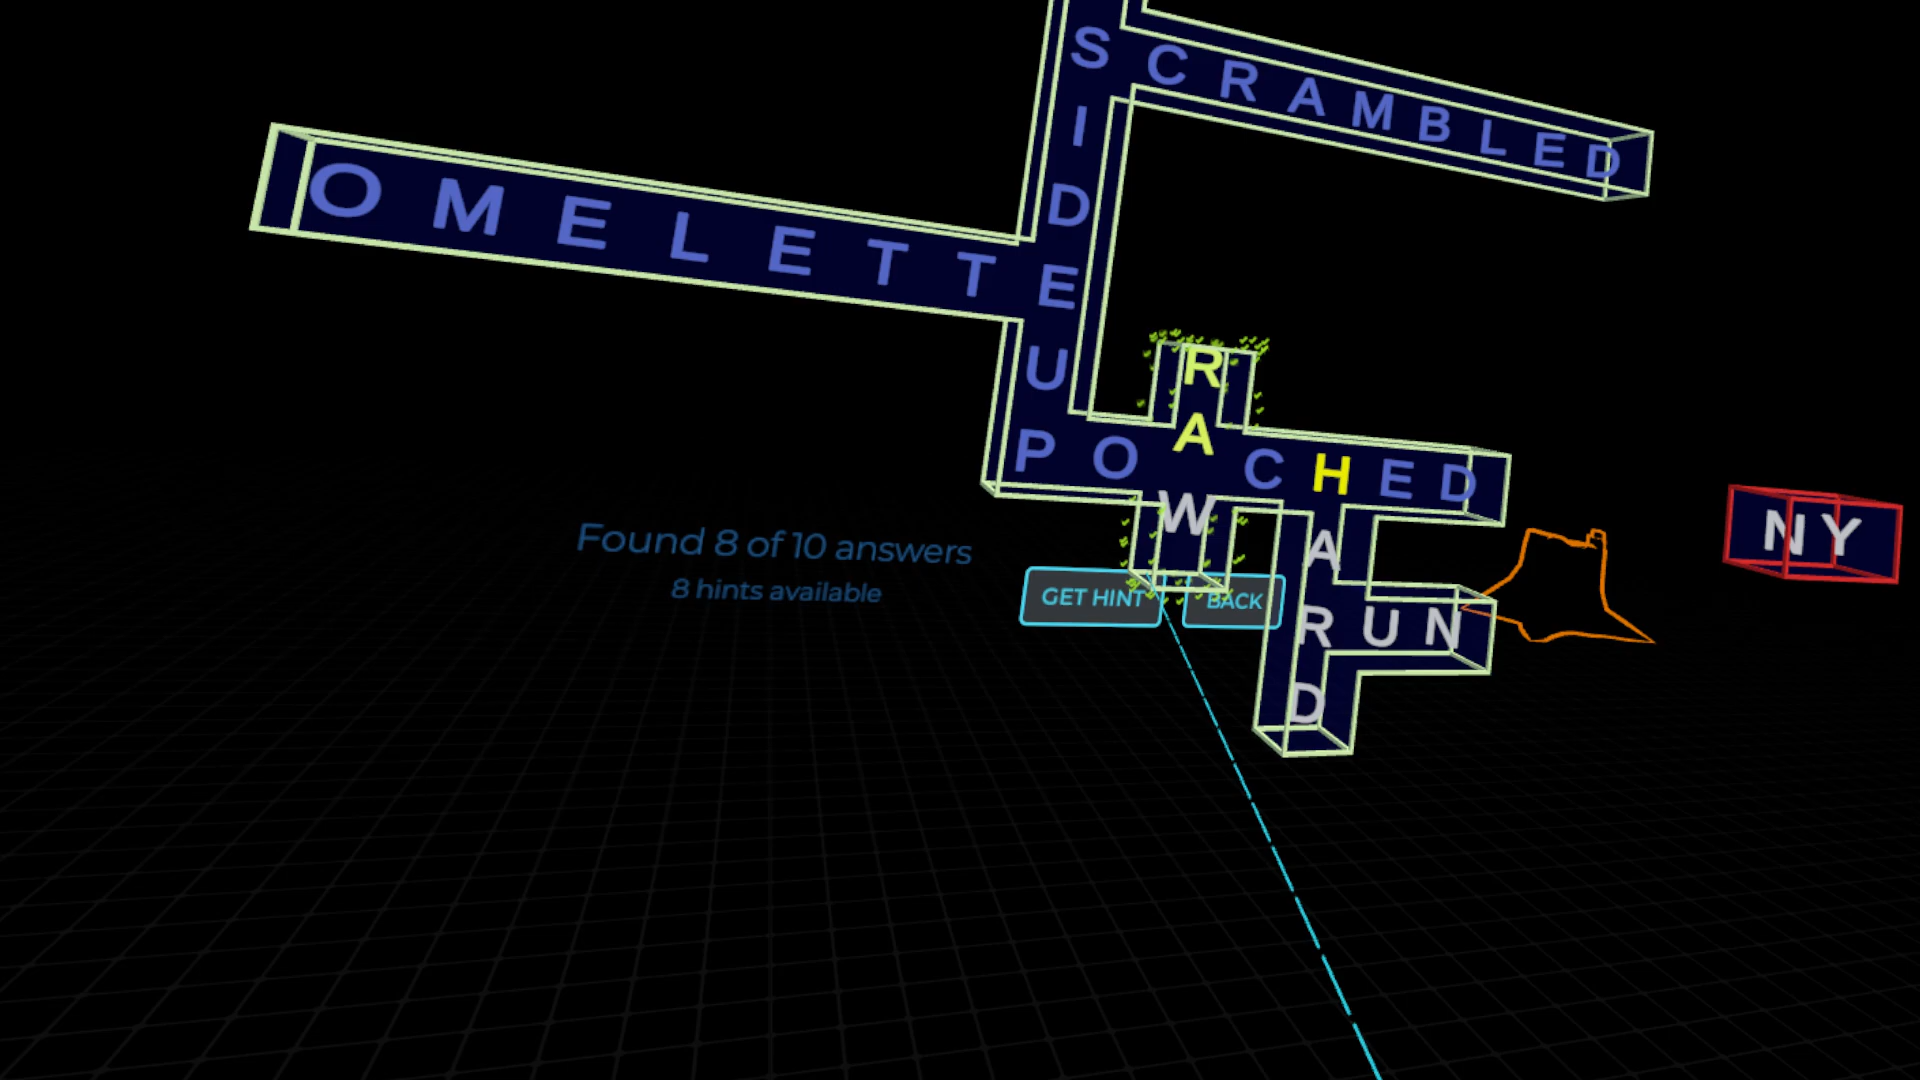 SCRAMBLED
SIDEUP
OMELETTE
RAW
POACHED
HARD
RUN
NY
Found 8 of 10 answers
8 hints available
GET HINT
BACK